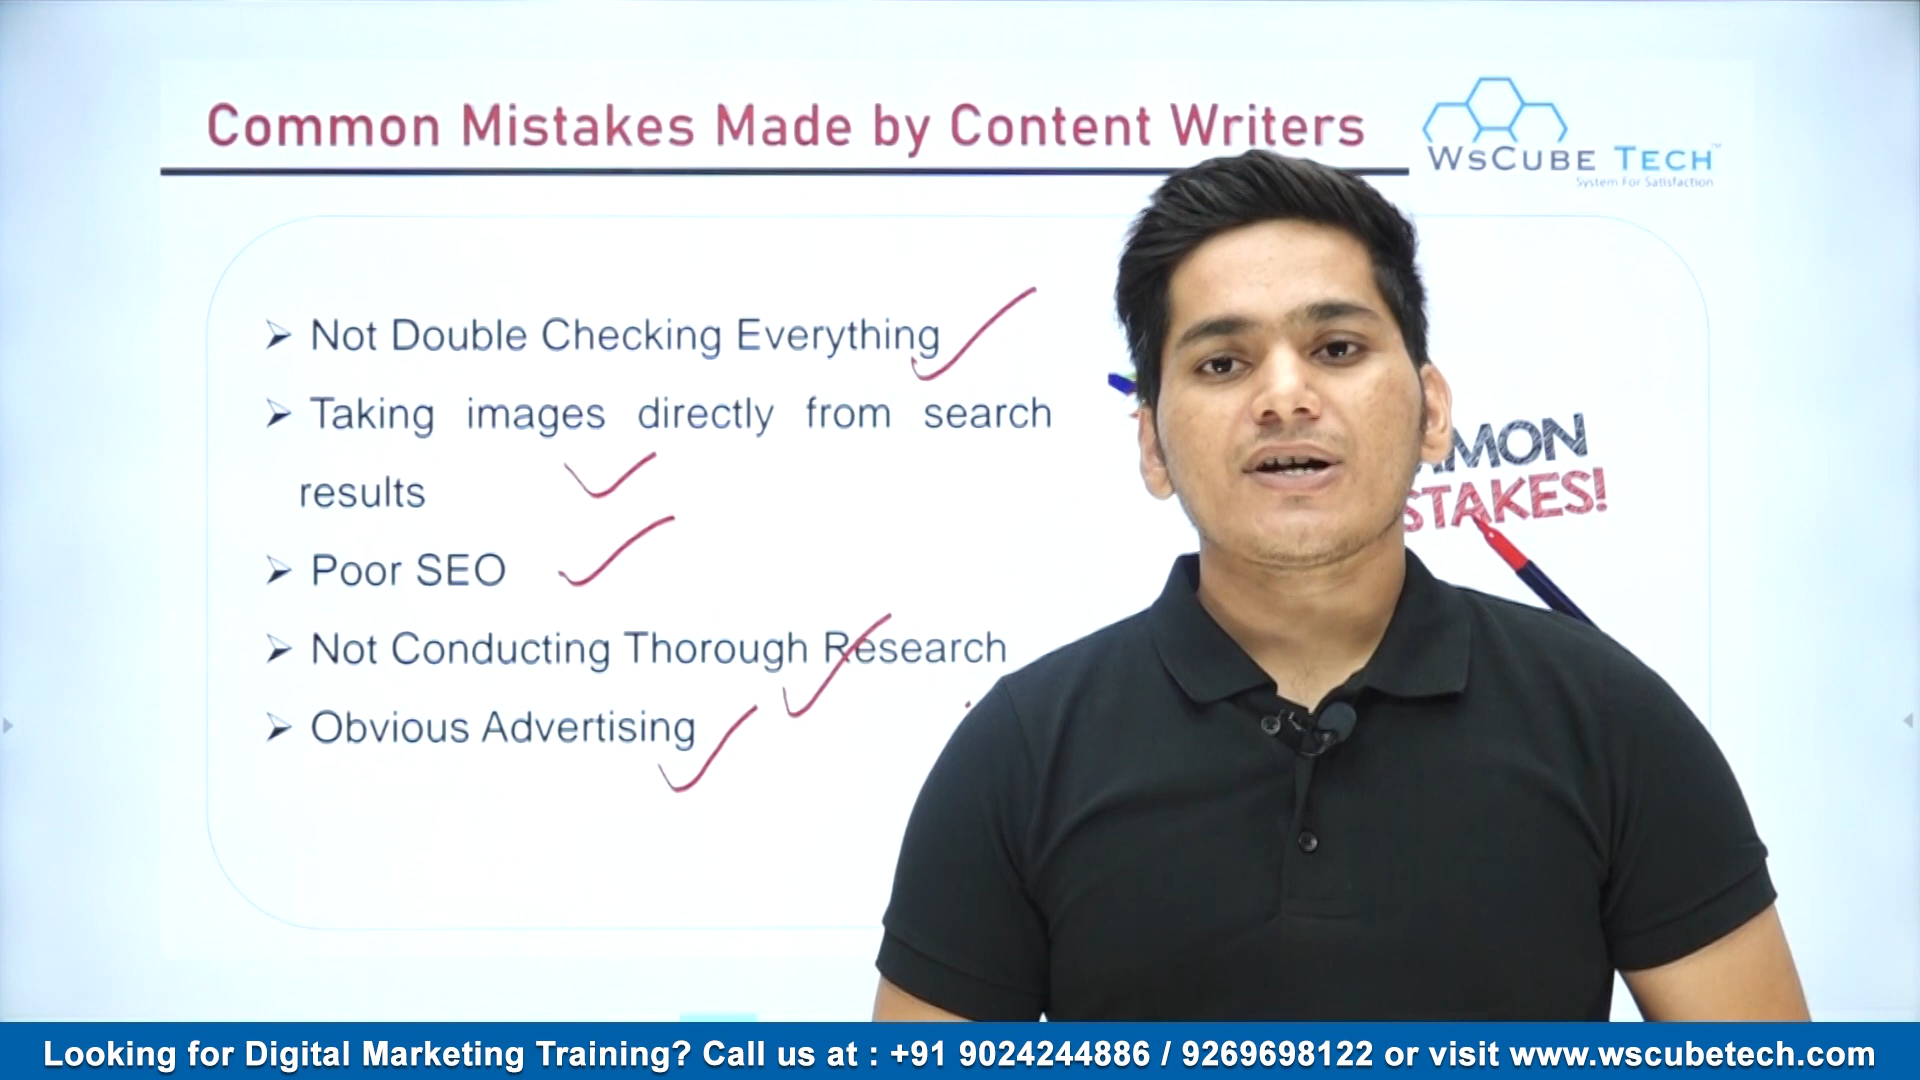 Common Mistakes Made by Content Writers
WsCube Tech™
System For Satisfaction
➢ Not Double Checking Everything
➢ Taking images directly from search
results
➢ Poor SEO
➢ Not Conducting Thorough Research
➢ Obvious Advertising
MON
STAKES!
Looking for Digital Marketing Training? Call us at : +91 9024244886 / 9269698122 or visit www.wscubetech.com